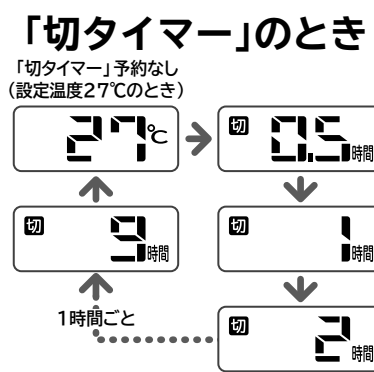 「切タイマー」のとき
「切タイマー」予約なし
(設定温度27℃のとき)
27℃
切 0.5時間
切 9時間
切 1時間
1時間ごと
切 2時間